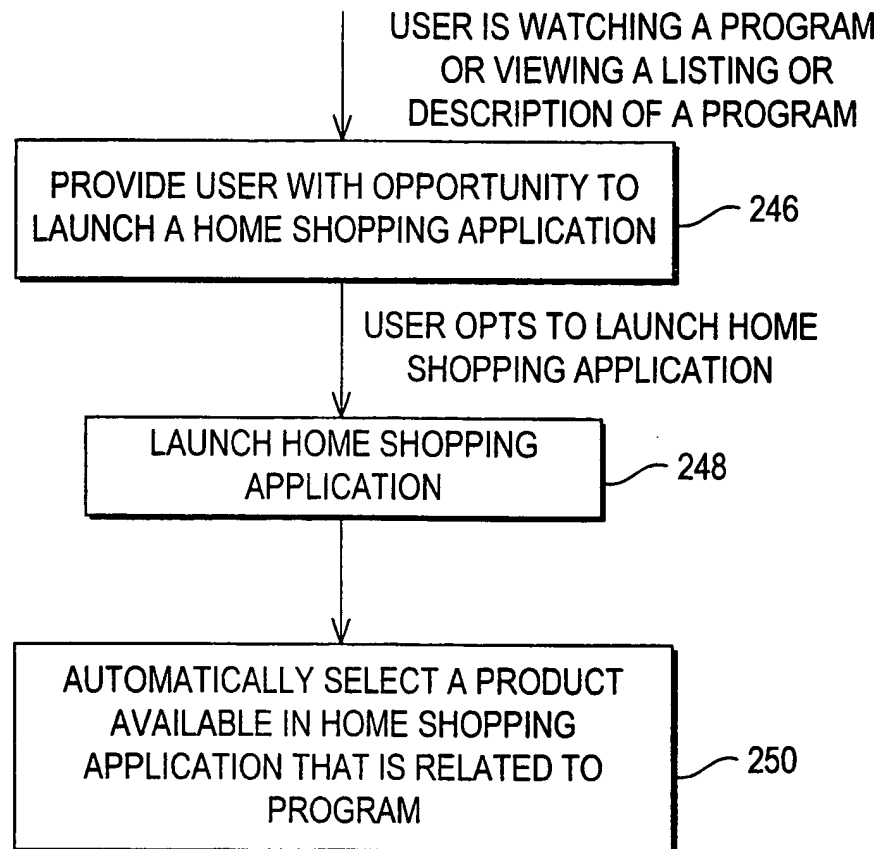 USER IS WATCHING A PROGRAM
OR VIEWING A LISTING OR
DESCRIPTION OF A PROGRAM
PROVIDE USER WITH OPPORTUNITY TO
LAUNCH A HOME SHOPPING APPLICATION
246
USER OPTS TO LAUNCH HOME
SHOPPING APPLICATION
LAUNCH HOME SHOPPING
APPLICATION
248
AUTOMATICALLY SELECT A PRODUCT
AVAILABLE IN HOME SHOPPING
APPLICATION THAT IS RELATED TO
PROGRAM
250